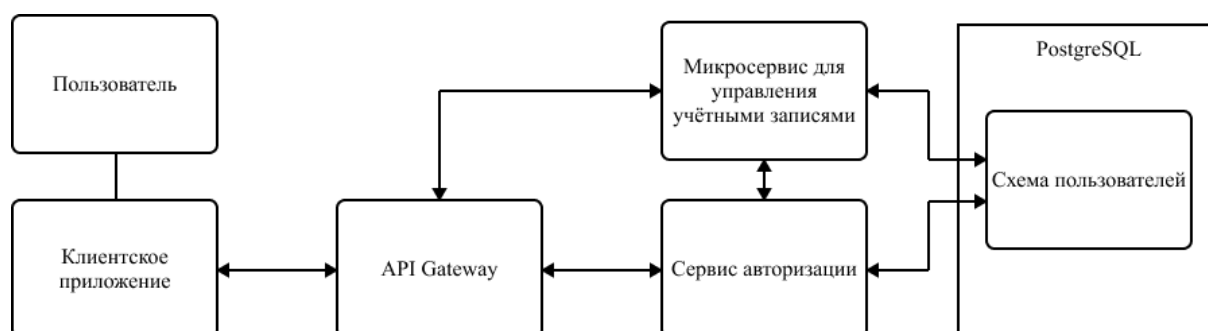 Пользователь
Микросервис для
управления
учётными записями
PostgreSQL
Схема пользователей
Клиентское
приложение
API Gateway
Сервис авторизации